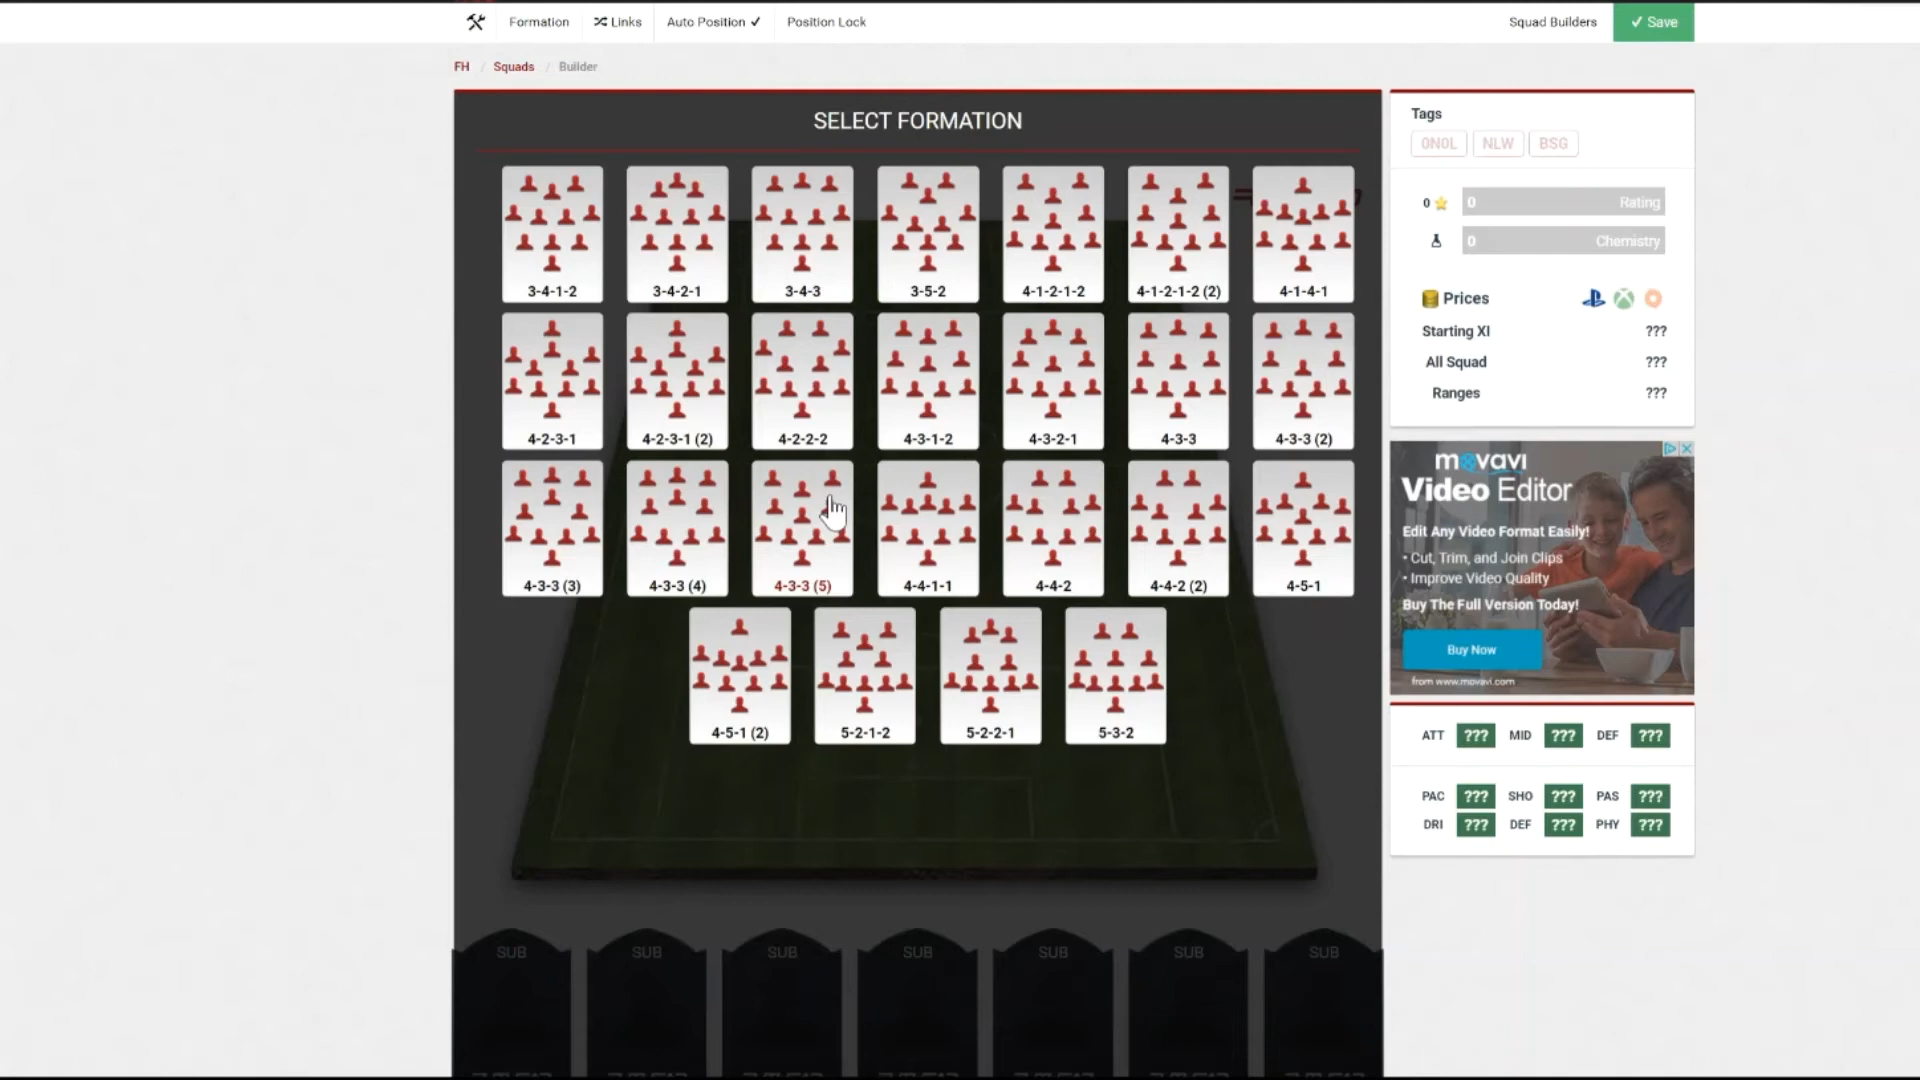 Formation
Links
Auto Position ✓
Position Lock
Squad Builders
✓ Save
FH / Squads / Builder
SELECT FORMATION
3-4-1-2
3-4-2-1
3-4-3
3-5-2
4-1-2-1-2
4-1-2-1-2 (2)
4-1-4-1
4-2-3-1
4-2-3-1 (2)
4-2-2-2
4-3-1-2
4-3-2-1
4-3-3
4-3-3 (2)
4-3-3 (3)
4-3-3 (4)
4-3-3 (5)
4-4-1-1
4-4-2
4-4-2 (2)
4-5-1
4-5-1 (2)
5-2-1-2
5-2-2-1
5-3-2
SUB
SUB
SUB
SUB
SUB
SUB
SUB
Tags
0N0L
NLW
BSG
0
0 Rating
0 Chemistry
Prices
Starting XI ???
All Squad ???
Ranges ???
movavi
Video Editor
Edit Any Video Format Easily!
• Cut, Trim, and Join Clips
• Improve Video Quality
Buy The Full Version Today!
Buy Now
from www.movavi.com
ATT ??? MID ??? DEF ???
PAC ??? SHO ??? PAS ???
DRI ??? DEF ??? PHY ???